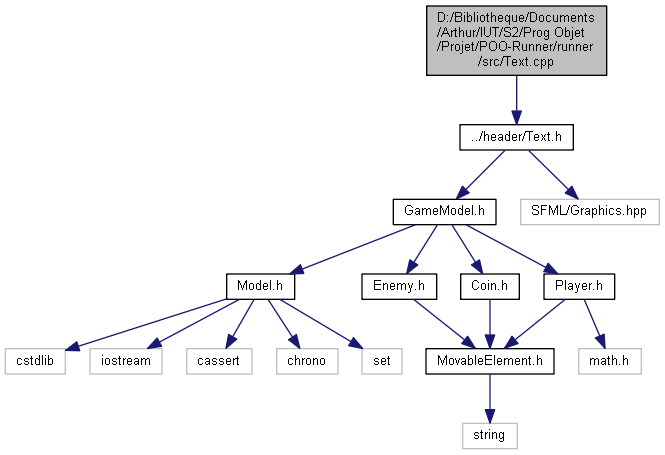 D:/Bibliotheque/Documents
/Arthur/IUT/S2/Prog Objet
/Projet/POO-Runner/runner
/src/Text.cpp
../header/Text.h
GameModel.h
SFML/Graphics.hpp
Model.h
Enemy.h
Coin.h
Player.h
cstdlib
iostream
cassert
chrono
set
MovableElement.h
math.h
string